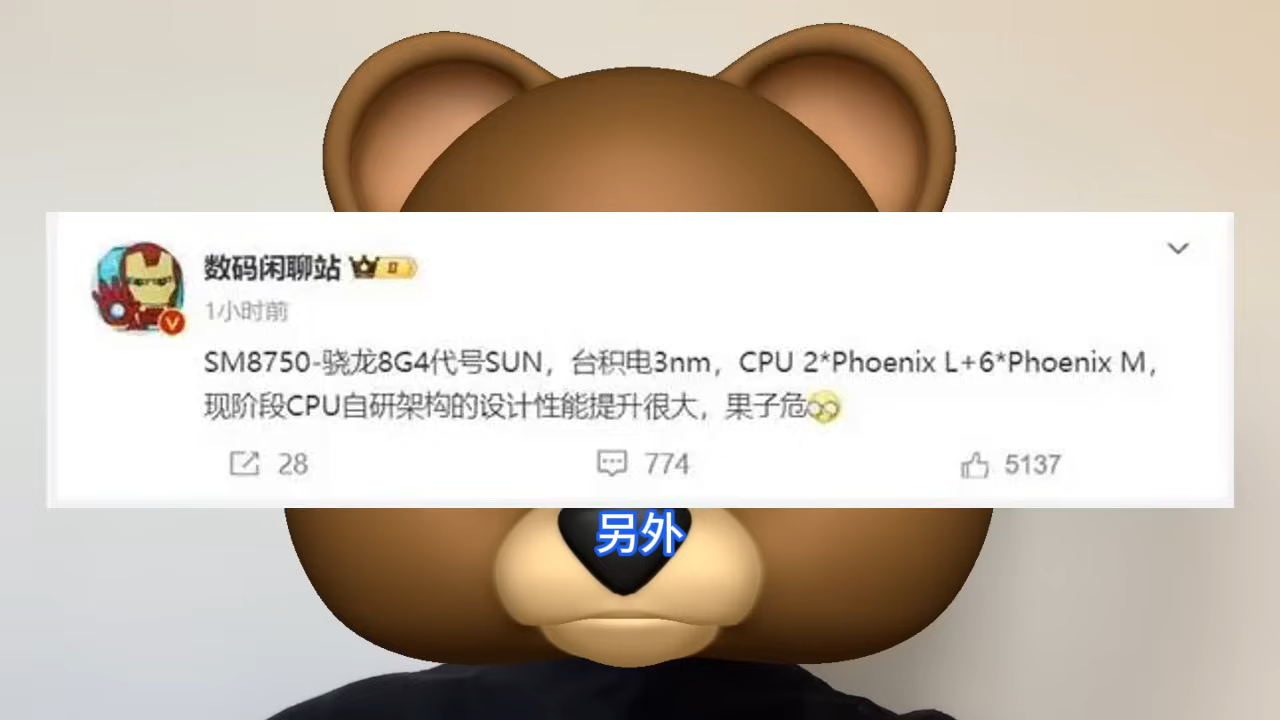 数码闲聊站
1小时前
SM8750-骁龙8G4代号SUN，台积电3nm，CPU 2*Phoenix L+6*Phoenix M，
现阶段CPU自研架构的设计性能提升很大，果子危
28
774
5137
另外